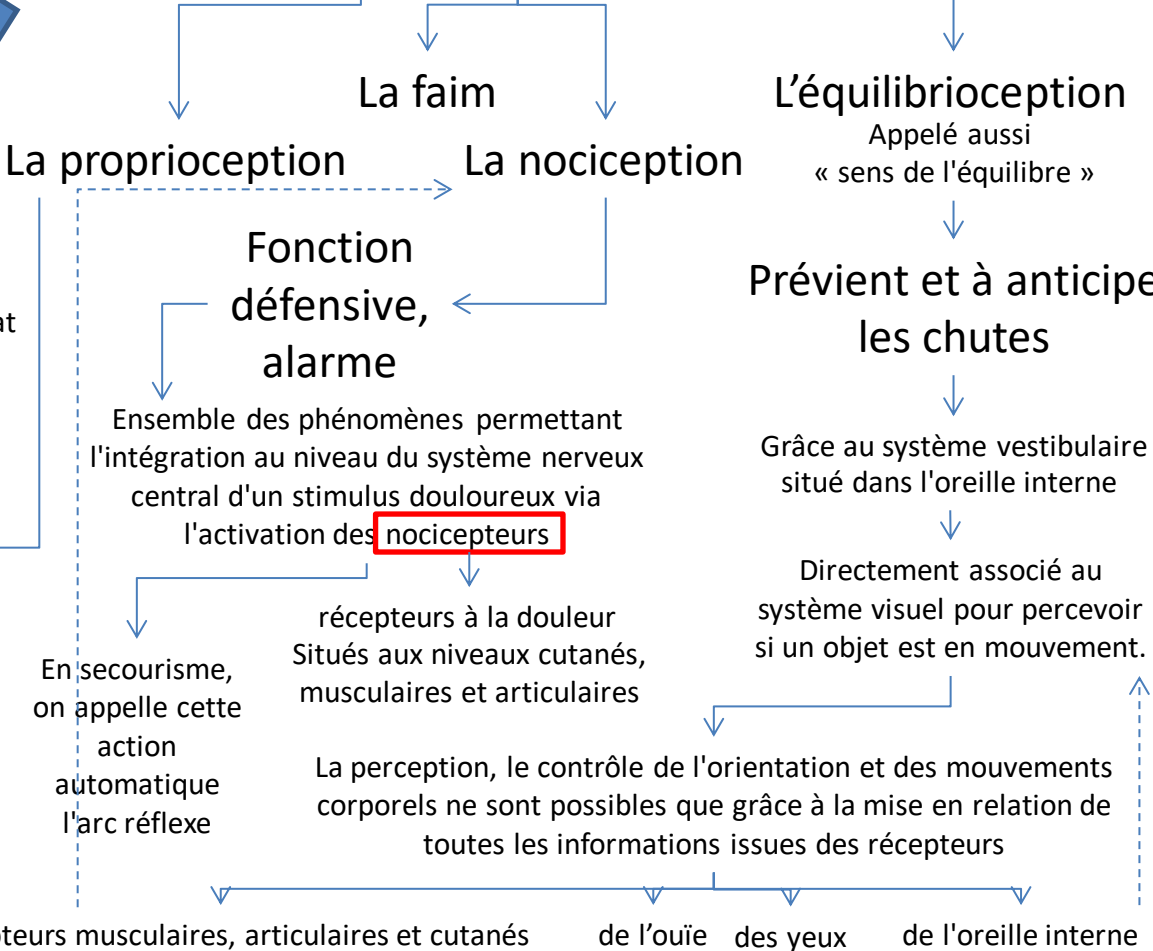 La faim
La proprioception
La nociception
L'équilibrioception
Appelé aussi
« sens de l'équilibre »
Fonction
défensive,
alarme
Prévient et à anticipe
les chutes
Ensemble des phénomènes permettant
l'intégration au niveau du système nerveux
central d'un stimulus douloureux via
l'activation des nocicepteurs
Grâce au système vestibulaire
situé dans l'oreille interne
récepteurs à la douleur
Situés aux niveaux cutanés,
musculaires et articulaires
Directement associé au
système visuel pour percevoir
si un objet est en mouvement.
En secourisme,
on appelle cette
action
automatique
l'arc réflexe
La perception, le contrôle de l'orientation et des mouvements
corporels ne sont possibles que grâce à la mise en relation de
toutes les informations issues des récepteurs
musculaires, articulaires et cutanés
de l’ouïe
des yeux
de l'oreille interne